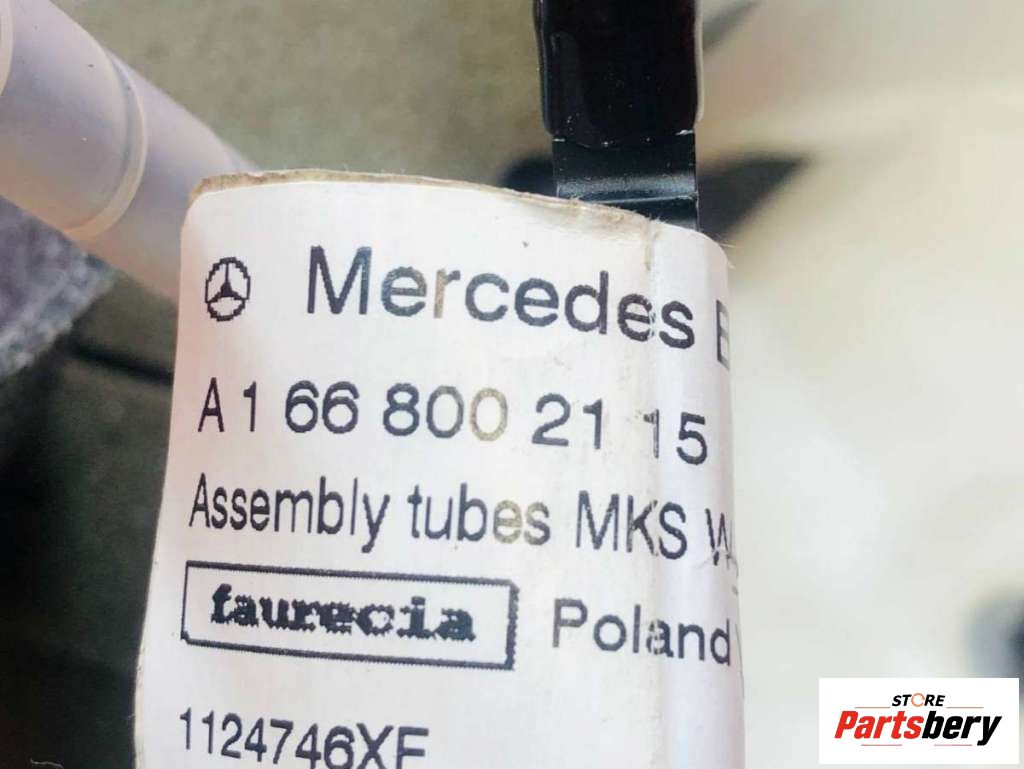 Mercedes
A 1 66 800 21 15
Assembly tubes MKS
faurecia
Poland
1124746XF
STORE
Partsbery